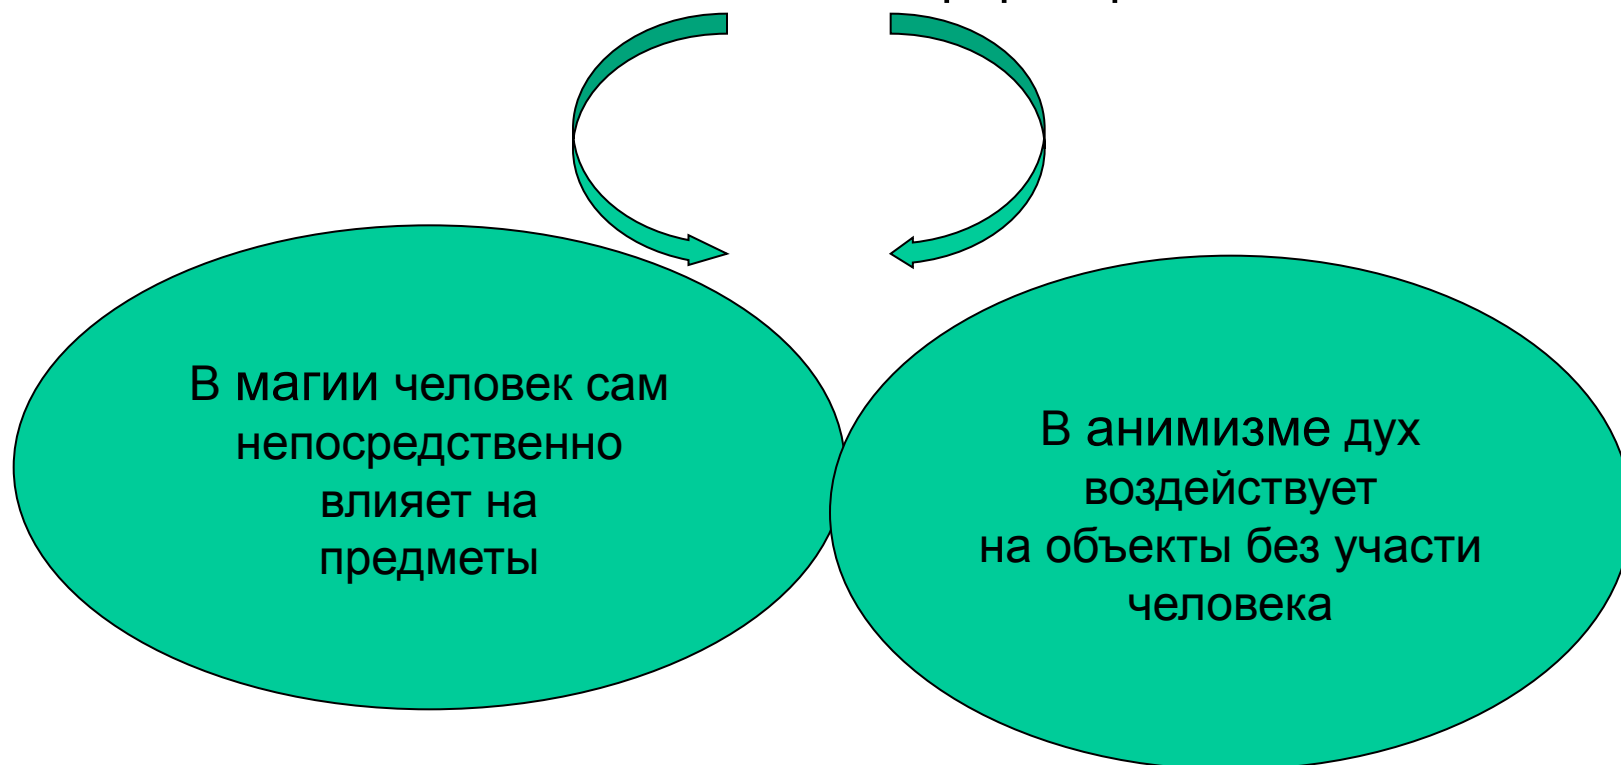 В магии человек сам
непосредственно
влияет на
предметы
В анимизме дух
воздействует
на объекты без участи
человека